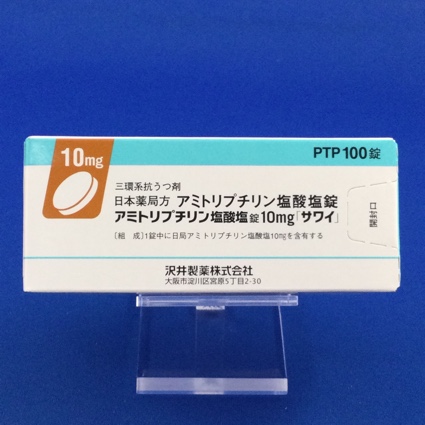 10mg
PTP 100錠
三環系抗うつ剤
日本薬局方 アミトリプチリン塩酸塩錠
アミトリプチリン塩酸塩錠10mg「サワイ」
〔組 成〕1錠中に日局アミトリプチリン塩酸塩10mgを含有する
開封口
沢井製薬株式会社
大阪市淀川区宮原5丁目2-30